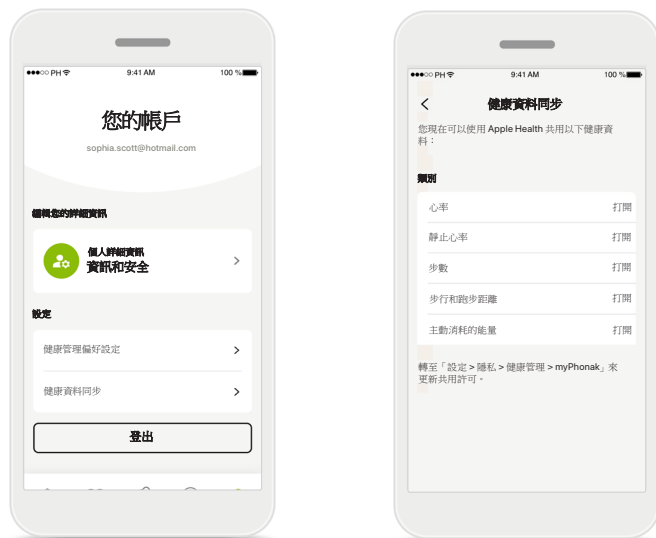 PH 9:41 AM 100 %
您的帳戶
sophia.scott@hotmail.com
編輯您的詳細資訊
個人詳細資訊
資訊和安全
設定
健康管理偏好設定
健康資料同步
登出
PH 9:41 AM 100 %
健康資料同步
您現在可以使用 Apple Health 共用以下健康資
料：
類別
心率 打開
靜止心率 打開
步數 打開
步行和跑步距離 打開
主動消耗的能量 打開
轉至「設定 > 隱私 > 健康管理 > myPhonak」來
更新共用許可。